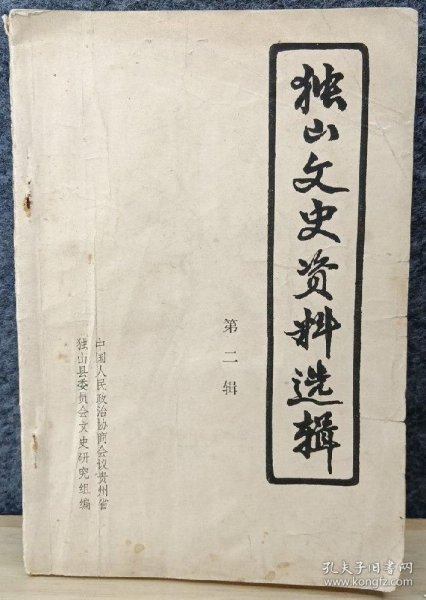 独山文史资料选辑
第二辑
中国人民政治协商会议贵州省
独山县委员会文史研究组编
孔夫子旧书网
www.kongfz.com